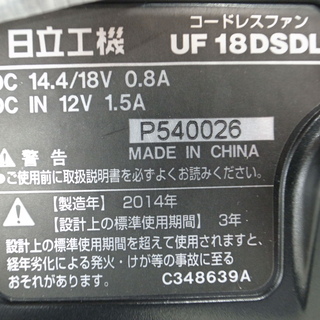 コードレスファン
日立工機 UF 18DSDL
DC 14.4/18V 0.8A
DC IN 12V 1.5A
P540026
警告 MADE IN CHINA
ご使用前に取扱説明書を必ずよくお読みください。
【製造年】2014年
【設計上の標準使用期間】3年
設計上の標準使用期間を超えて使用されますと、
経年劣化による発火・けが等の事故に至る
おそれがあります。 C348639A